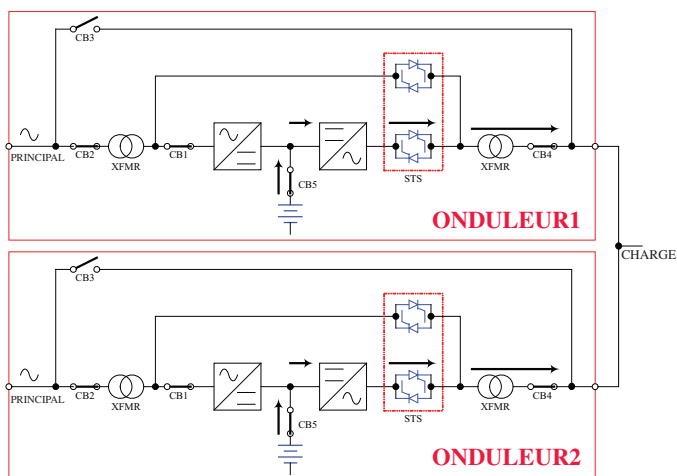 CB3
PRINCIPAL
CB2
XFMR
CB1
CB5
STS
XFMR
CB4
ONDULEUR1
CHARGE
CB3
PRINCIPAL
CB2
XFMR
CB1
CB5
STS
XFMR
CB4
ONDULEUR2